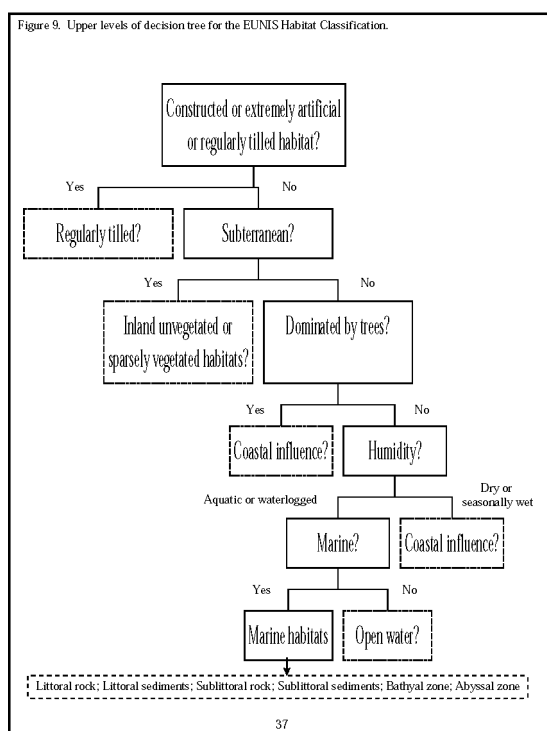 Figure 9. Upper levels of decision tree for the EUNIS Habitat Classification.
Constructed or extremely artificial
or regularly tilled habitat?
Yes
No
Regularly tilled?
Subterranean?
Yes
No
Inland unvegetated or
sparsely vegetated habitats?
Dominated by trees?
Yes
No
Coastal influence?
Humidity?
Aquatic or waterlogged
Dry or
seasonally wet
Marine?
Coastal influence?
Yes
No
Marine habitats
Open water?
Littoral rock; Littoral sediments; Sublittoral rock; Sublittoral sediments; Bathyal zone; Abyssal zone
37